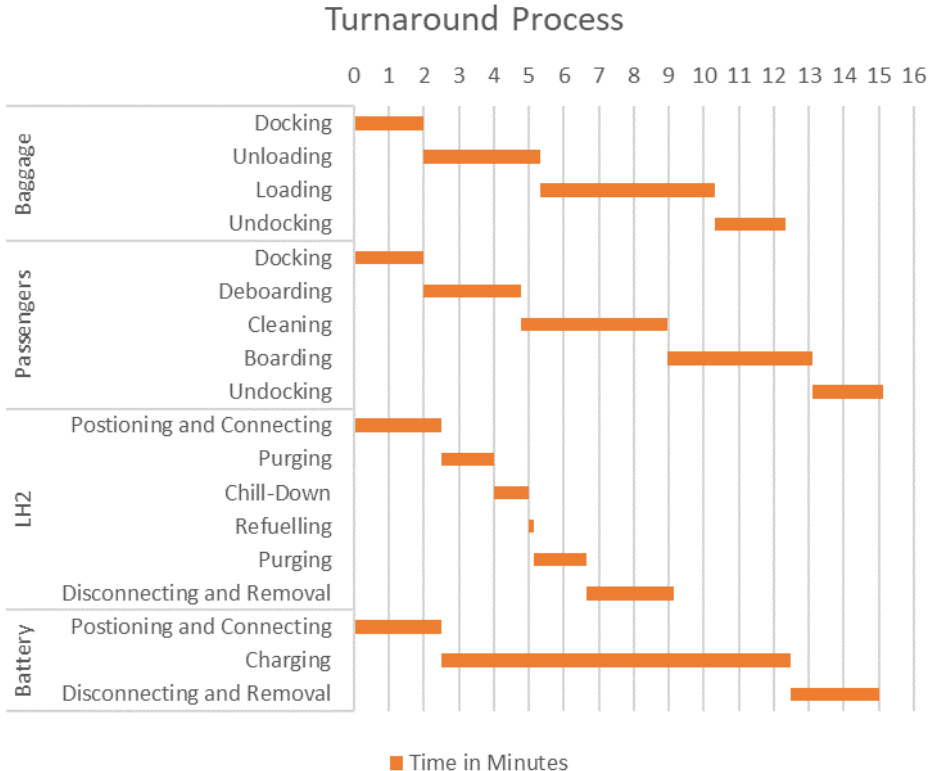 Turnaround Process
0 1 2 3 4 5 6 7 8 9 10 11 12 13 14 15 16
Baggage
Docking
Unloading
Loading
Undocking
Passengers
Docking
Deboarding
Cleaning
Boarding
Undocking
LH2
Postioning and Connecting
Purging
Chill-Down
Refuelling
Purging
Disconnecting and Removal
Battery
Postioning and Connecting
Charging
Disconnecting and Removal
Time in Minutes